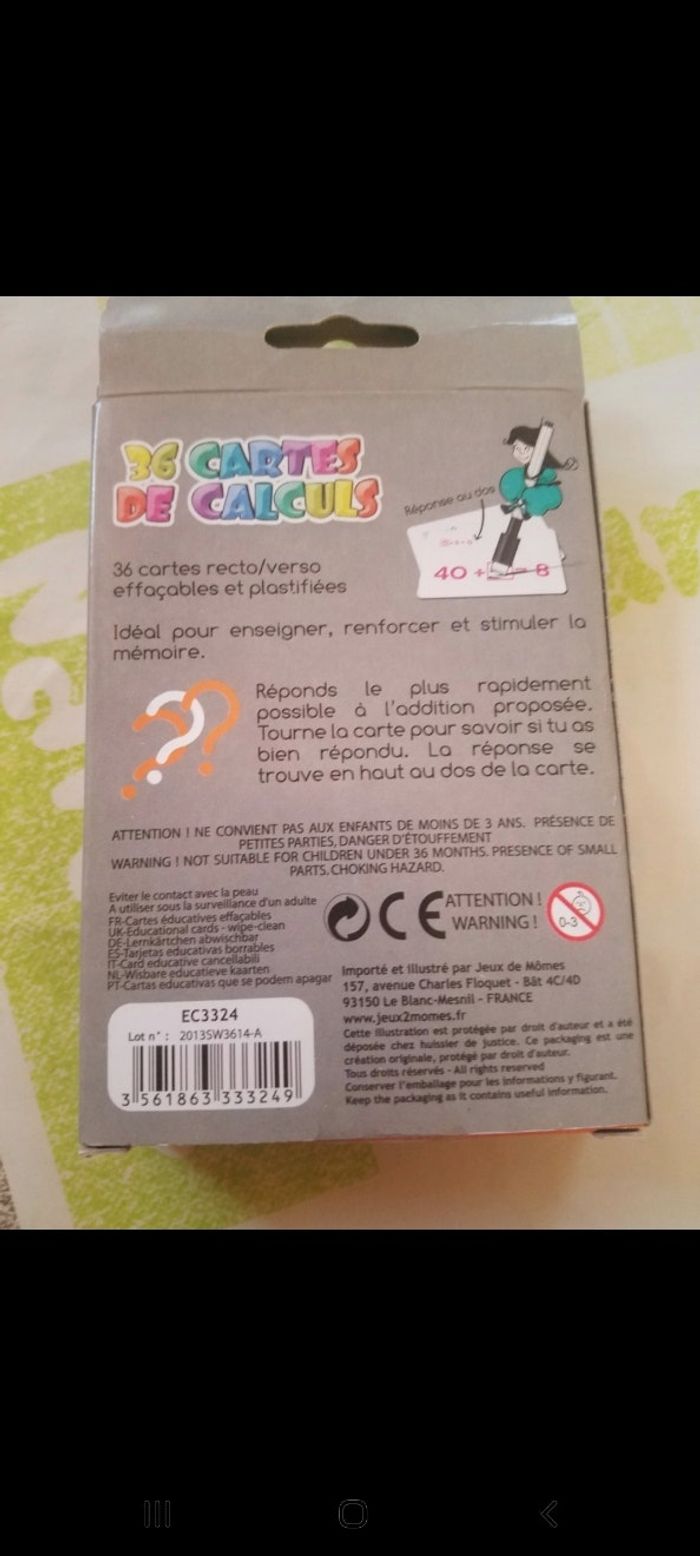 36 CARTES
DE CALCULS
Réponse au dos
40 + = B
36 cartes recto/verso
effaçables et plastifiées
Idéal pour enseigner, renforcer et stimuler la
mémoire.
Réponds le plus rapidement
possible à l'addition proposée.
Tourne la carte pour savoir si tu as
bien répondu. La réponse se
trouve en haut au dos de la carte.
ATTENTION ! NE CONVIENT PAS AUX ENFANTS DE MOINS DE 3 ANS. PRÉSENCE DE
PETITES PARTIES, DANGER D'ÉTOUFFEMENT
WARNING ! NOT SUITABLE FOR CHILDREN UNDER 36 MONTHS. PRESENCE OF SMALL
PARTS. CHOKING HAZARD.
Eviter le contact avec la peau
A utiliser sous la surveillance d'un adulte
FR-Cartes éducatives effaçables
UK-Educational cards - wipe-clean
DE-Lernkärtchen abwischbar
ES-Tarjetas educativas borrables
IT-Card educative cancellabili
NL-Wisbare educatieve kaarten
PT-Cartas educativas que se podem apagar
CE
ATTENTION !
WARNING !
0-3
EC3324
Lot n° : 2013SW3614-A
3 561863 333249
Importé et illustré par Jeux de Mômes
157, avenue Charles Floquet - Bât 4C/4D
93150 Le Blanc-Mesnil - FRANCE
www.jeux2momes.fr
Cette illustration est protégée par droit d'auteur et a été
déposée chez huissier de justice. Ce packaging est une
création originale, protégé par droit d'auteur.
Tous droits réservés - All rights reserved
Conserver l'emballage pour les informations y figurant.
Keep the packaging as it contains useful information.